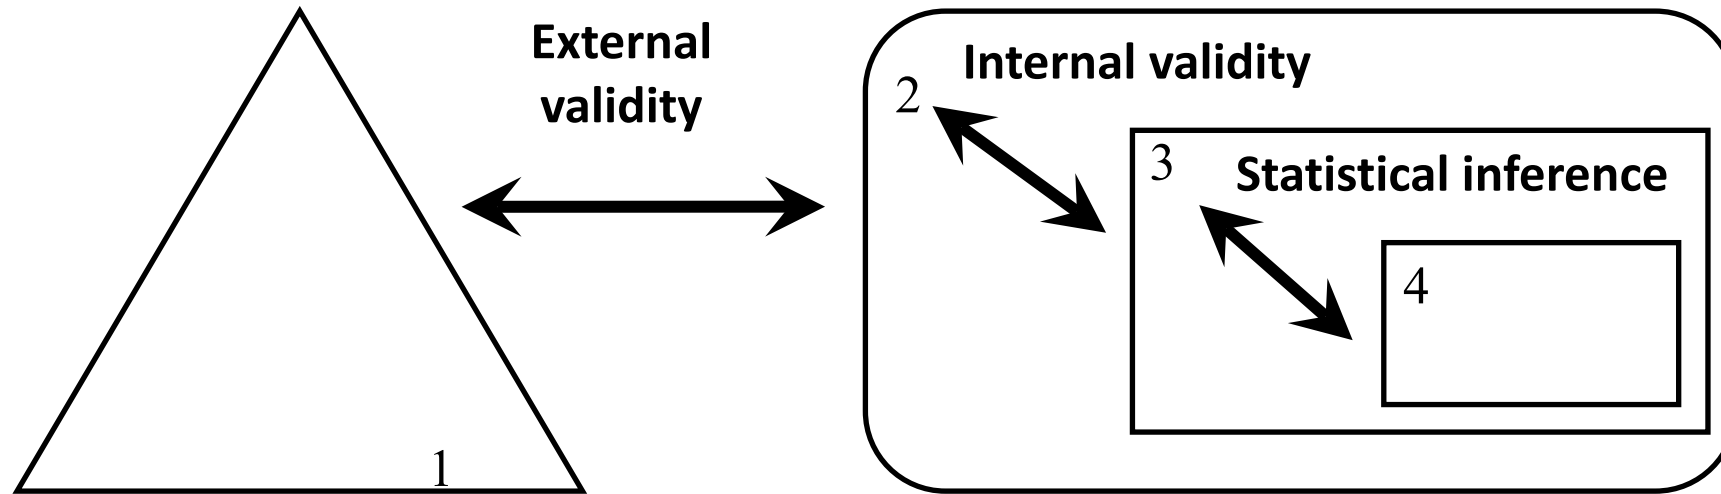 External
validity
Internal validity
2
3
Statistical inference
4
1